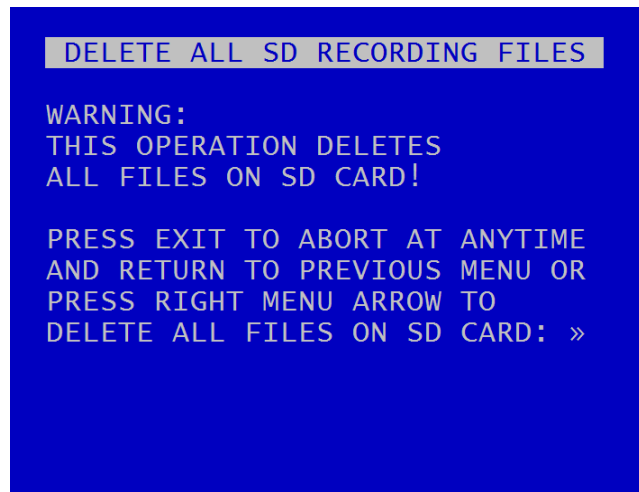 DELETE ALL SD RECORDING FILES
WARNING:
THIS OPERATION DELETES
ALL FILES ON SD CARD!
PRESS EXIT TO ABORT AT ANYTIME
AND RETURN TO PREVIOUS MENU OR
PRESS RIGHT MENU ARROW TO
DELETE ALL FILES ON SD CARD: »